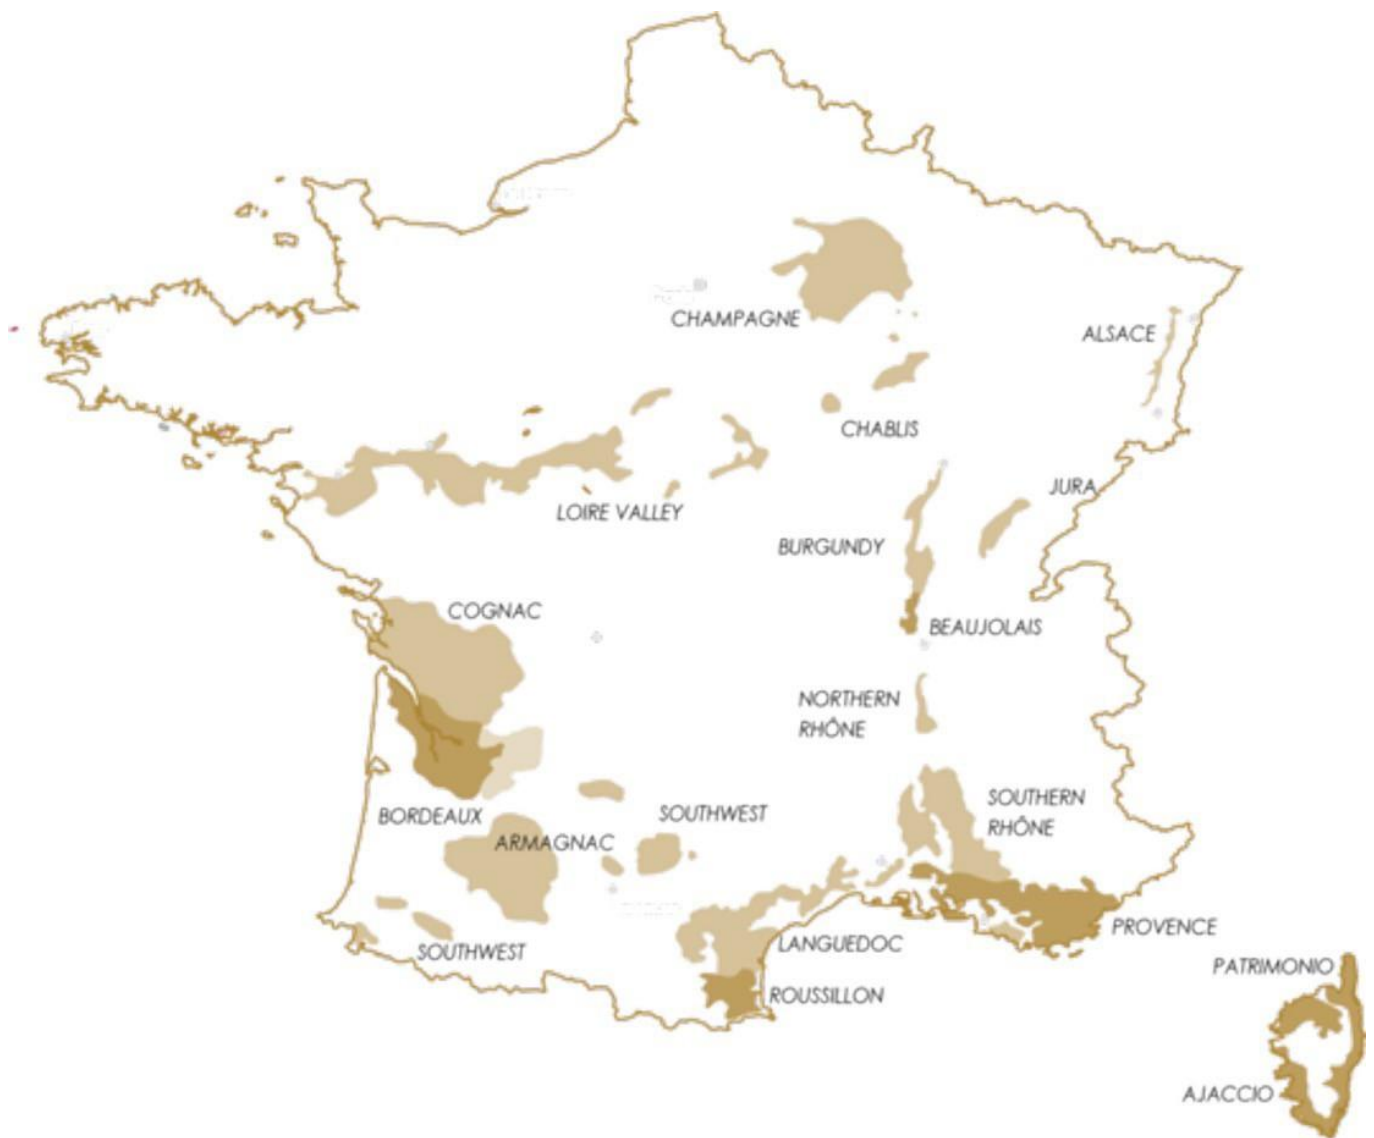 CHAMPAGNE
ALSACE
CHABLIS
JURA
LOIRE VALLEY
BURGUNDY
COGNAC
BEAUJOLAIS
NORTHERN
RHÔNE
SOUTHERN
RHÔNE
BORDEAUX
SOUTHWEST
ARMAGNAC
PROVENCE
LANGUEDOC
SOUTHWEST
PATRIMONIO
ROUSSILLON
AJACCIO